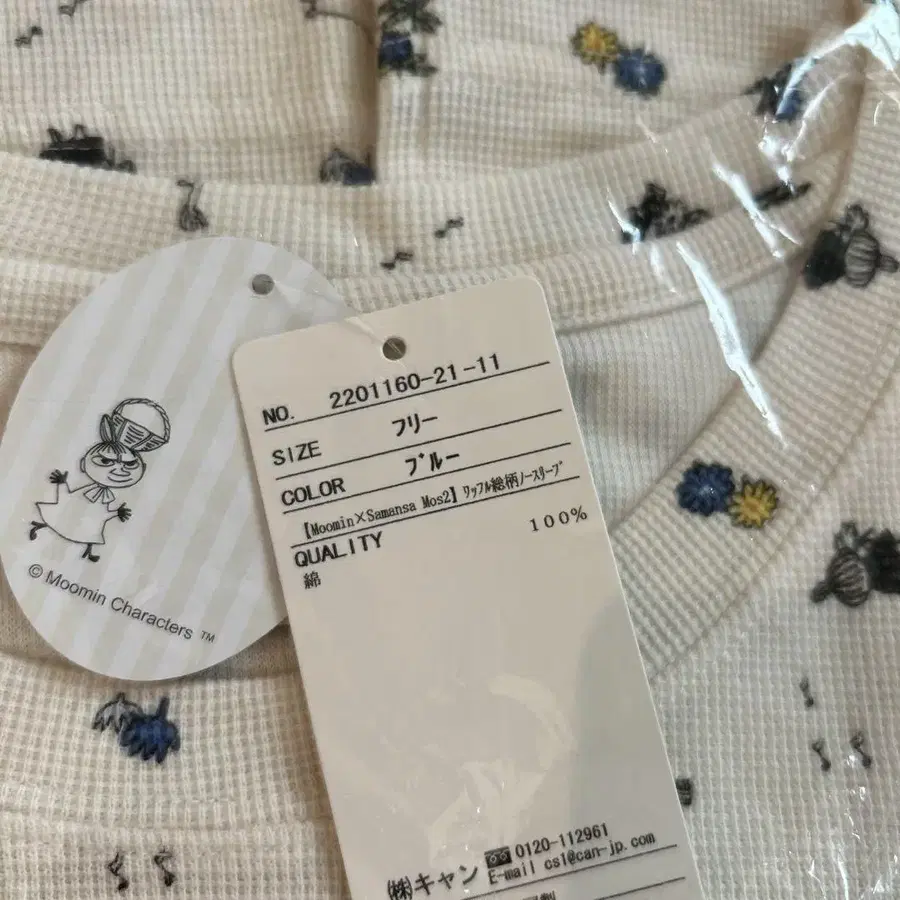 © Moomin Characters ™
NO. 2201160-21-11
SIZE フリー
COLOR ブルー
【Moomin×Samansa Mos2】ワッフル総柄ノースリーブ
QUALITY
綿 100%
㈱キャン 0120-112961
E-mail cs1@can-jp.com